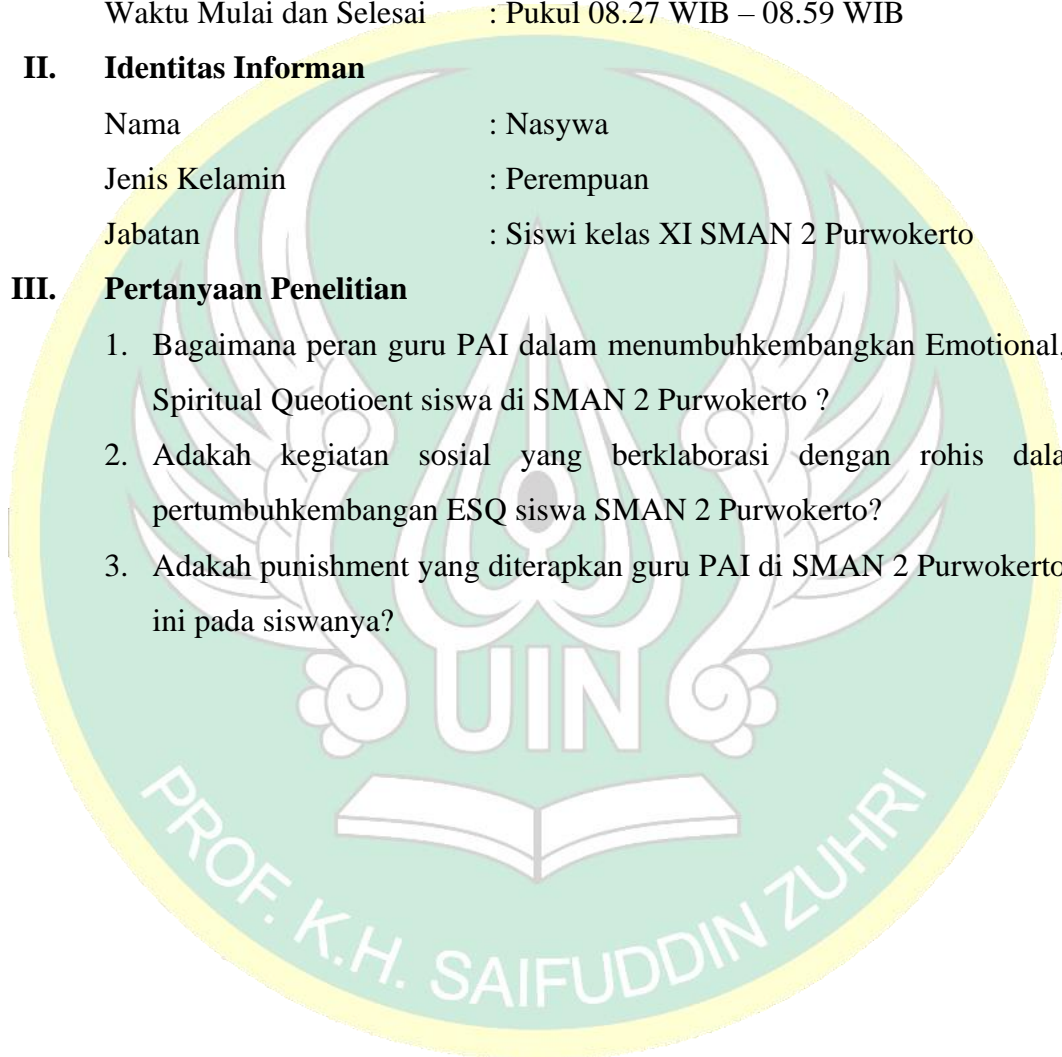 Waktu Mulai dan Selesai : Pukul 08.27 WIB – 08.59 WIB
II. Identitas Informan
Nama : Nasywa
Jenis Kelamin : Perempuan
Jabatan : Siswi kelas XI SMAN 2 Purwokerto
III. Pertanyaan Penelitian
1. Bagaimana peran guru PAI dalam menumbuhkembangkan Emotional,
Spiritual Queotioent siswa di SMAN 2 Purwokerto ?
2. Adakah kegiatan sosial yang berklaborasi dengan rohis dala
pertumbuhkembangan ESQ siswa SMAN 2 Purwokerto?
3. Adakah punishment yang diterapkan guru PAI di SMAN 2 Purwokerto
ini pada siswanya?
UIN
PROF. K.H. SAIFUDDIN ZUHRI